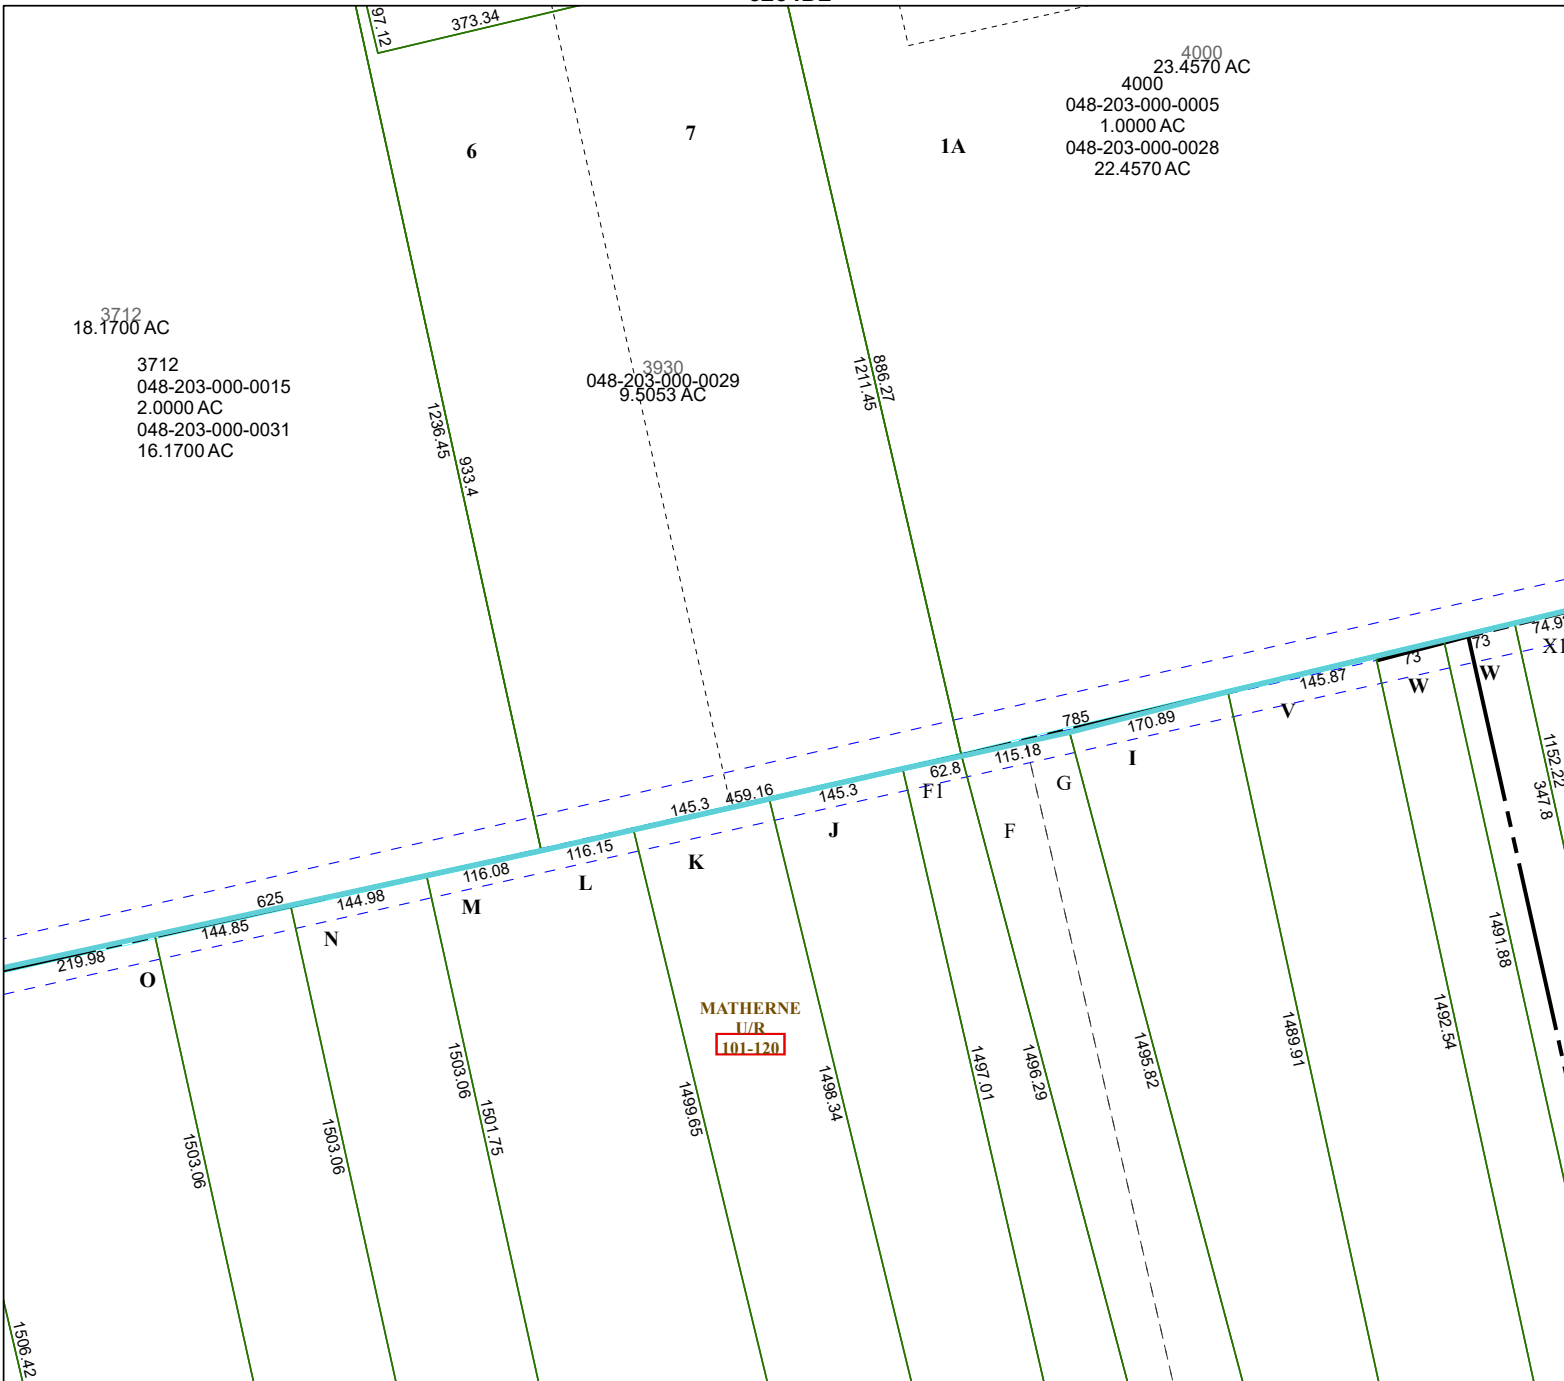 97.12
373.34
4000
23.4570 AC
4000
048-203-000-0005
1.0000 AC
048-203-000-0028
22.4570 AC
6
7
1A
3712
18.1700 AC
3712
048-203-000-0015
2.0000 AC
048-203-000-0031
16.1700 AC
3930
048-203-000-0029
9.5053 AC
1236.45
933.4
1211.45
886.27
219.98
O
144.85
625
144.98
N
116.08
M
116.15
L
145.3
K
459.16
145.3
J
62.8
F1
115.18
F
G
785
170.89
I
145.87
V
73
W
73
W
X1
1152.22
347.8
MATHERNE
U/R
101-120
1506.42
1503.06
1503.06
1503.06
1501.75
1499.65
1498.34
1497.01
1496.29
1495.82
1489.91
1492.54
1491.88